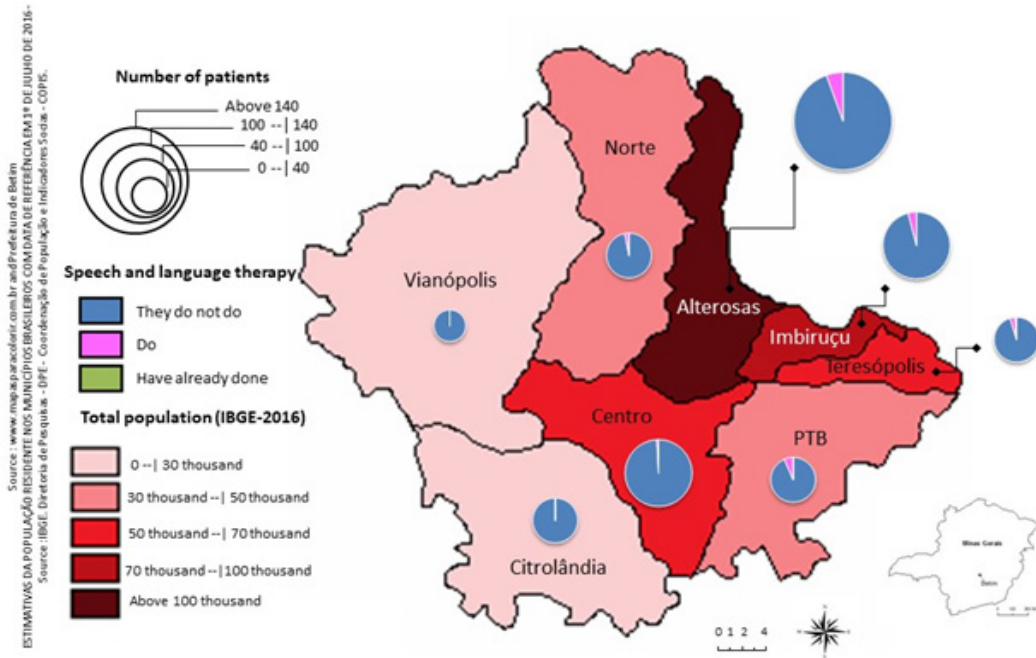 Source : www.mapasparacolorir.com.br and Prefeitura de Betim
ESTIMATIVAS DA POPULAÇÃO RESIDENTE NOS MUNICÍPIOS BRASILEIROS COM DATA DE REFERÊNCIA EM 1º DE JULHO DE 2016 -
Source : IBGE. Diretoria de Pesquisas - DPE - Coordenação de População e Indicadores Sociais - COPIS.
Number of patients
Above 140
100 --| 140
40 --| 100
0 --| 40
Speech and language therapy
They do not do
Do
Have already done
Total population (IBGE-2016)
0 --| 30 thousand
30 thousand --| 50 thousand
50 thousand --| 70 thousand
70 thousand --| 100 thousand
Above 100 thousand
Norte
Vianópolis
Alterosas
Imbiruçu
Teresópolis
Centro
PTB
Citrolândia
Minas Gerais
Betim
0 1 2 4